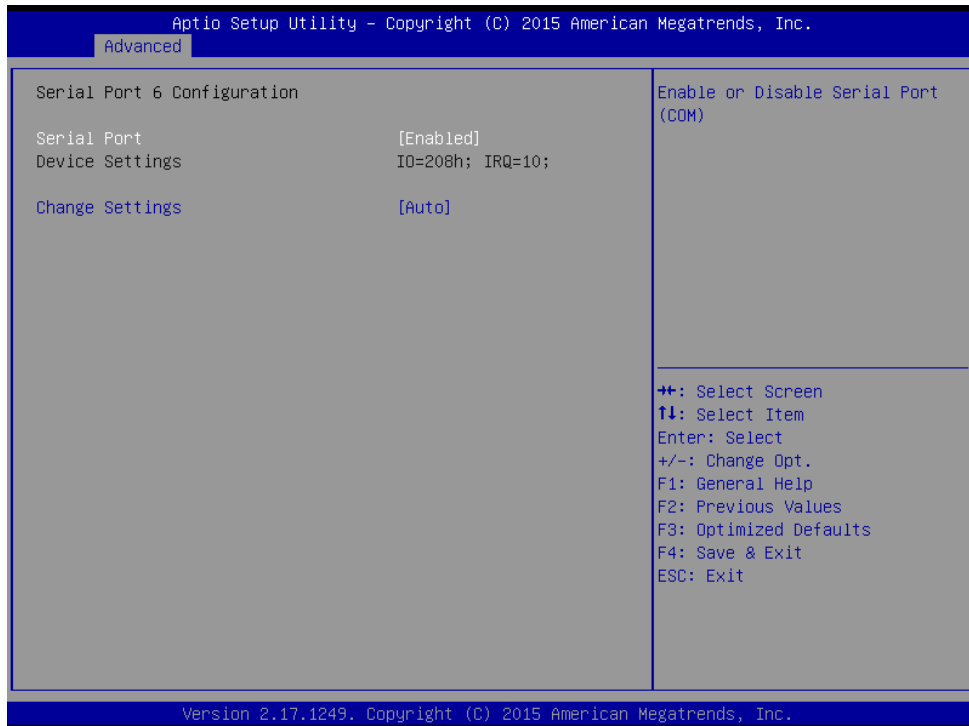 Aptio Setup Utility – Copyright (C) 2015 American Megatrends, Inc.
Advanced
Serial Port 6 Configuration
Serial Port [Enabled]
Device Settings IO=208h; IRQ=10;
Change Settings [Auto]
Enable or Disable Serial Port
(COM)
→←: Select Screen
↑↓: Select Item
Enter: Select
+/-: Change Opt.
F1: General Help
F2: Previous Values
F3: Optimized Defaults
F4: Save & Exit
ESC: Exit
Version 2.17.1249. Copyright (C) 2015 American Megatrends, Inc.